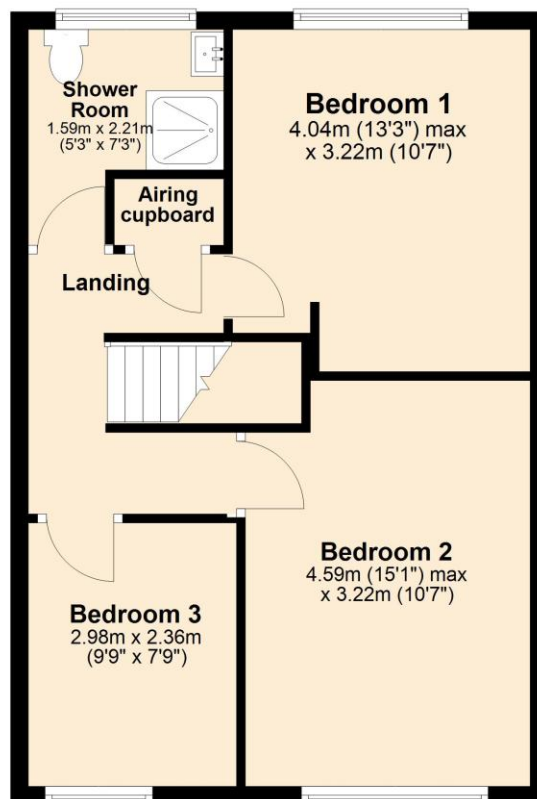 Shower
Room
1.59m x 2.21m
(5'3" x 7'3")
Bedroom 1
4.04m (13'3") max
x 3.22m (10'7")
Airing
cupboard
Landing
Bedroom 2
4.59m (15'1") max
x 3.22m (10'7")
Bedroom 3
2.98m x 2.36m
(9'9" x 7'9")